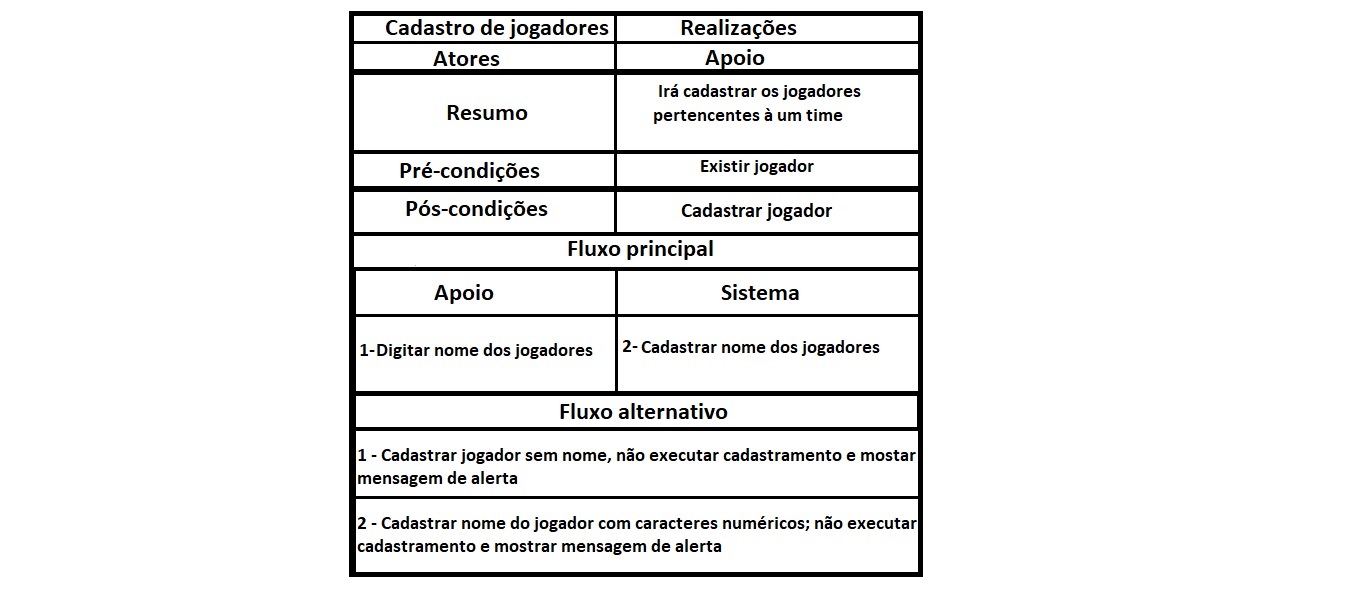 Cadastro de jogadores Realizações
Atores Apoio
Resumo Irá cadastrar os jogadores
pertencentes à um time
Pré-condições Existir jogador
Pós-condições Cadastrar jogador
Fluxo principal
Apoio Sistema
1-Digitar nome dos jogadores 2- Cadastrar nome dos jogadores
Fluxo alternativo
1 - Cadastrar jogador sem nome, não executar cadastramento e mostar
mensagem de alerta
2 - Cadastrar nome do jogador com caracteres numéricos; não executar
cadastramento e mostrar mensagem de alerta